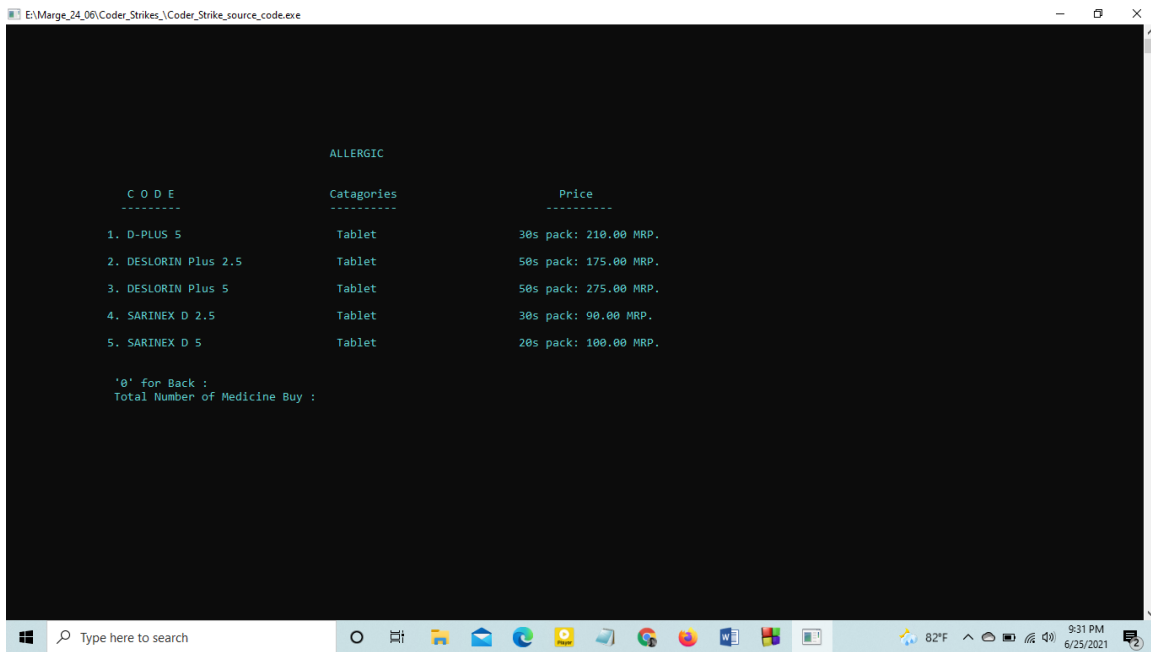 E:\Marge_24_06\Coder_Strikes_\Coder_Strike_source_code.exe
ALLERGIC
C O D E Catagories Price
--------- ---------- ----------
1. D-PLUS 5 Tablet 30s pack: 210.00 MRP.
2. DESLORIN Plus 2.5 Tablet 50s pack: 175.00 MRP.
3. DESLORIN Plus 5 Tablet 50s pack: 275.00 MRP.
4. SARINEX D 2.5 Tablet 30s pack: 90.00 MRP.
5. SARINEX D 5 Tablet 20s pack: 100.00 MRP.
'0' for Back :
Total Number of Medicine Buy :
Type here to search
82°F
9:31 PM
6/25/2021
2